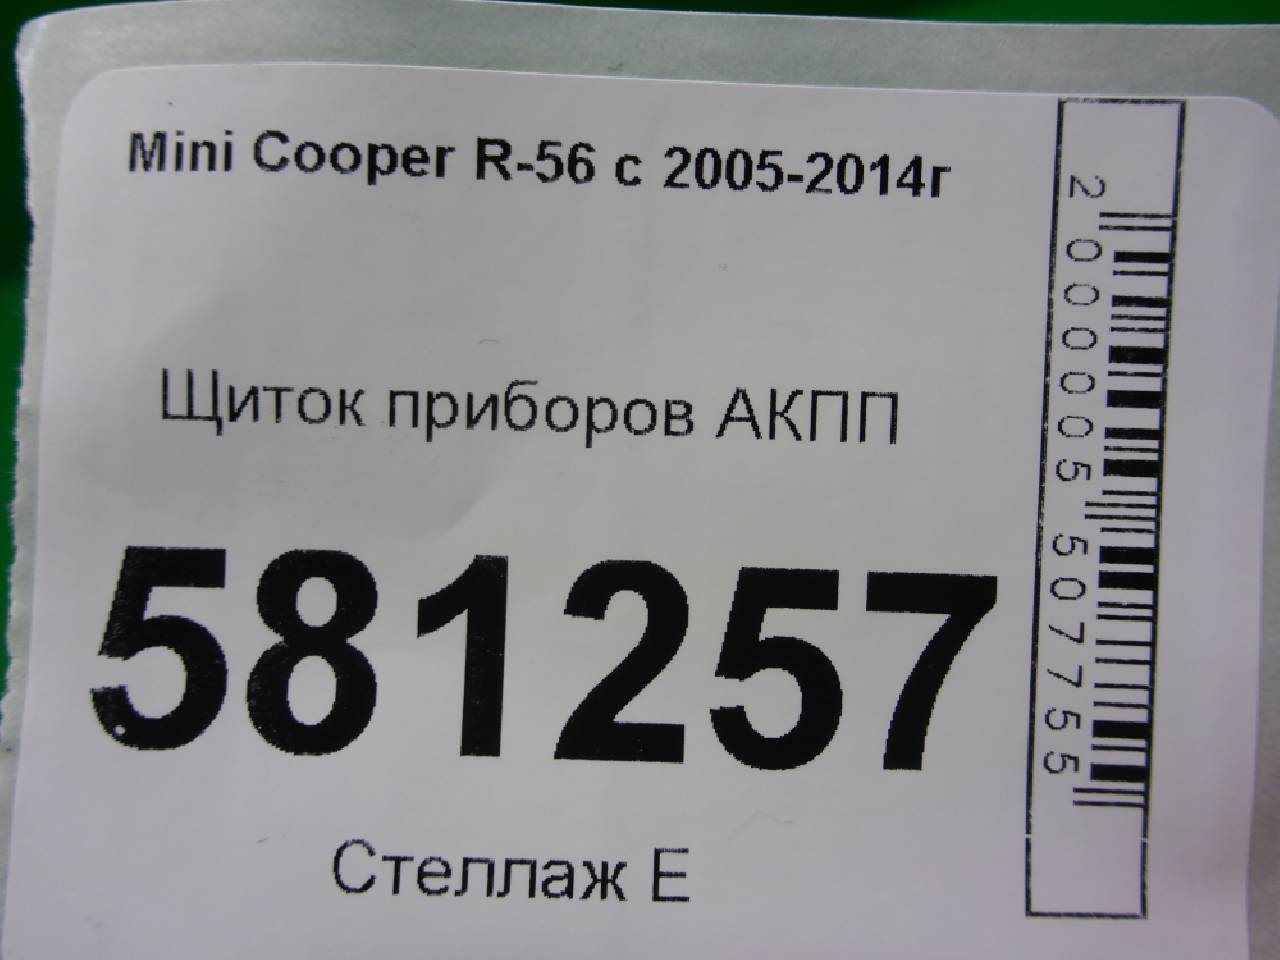 Mini Cooper R-56 с 2005-2014г
Щиток приборов АКПП
581257
Стеллаж Е
2000005507755